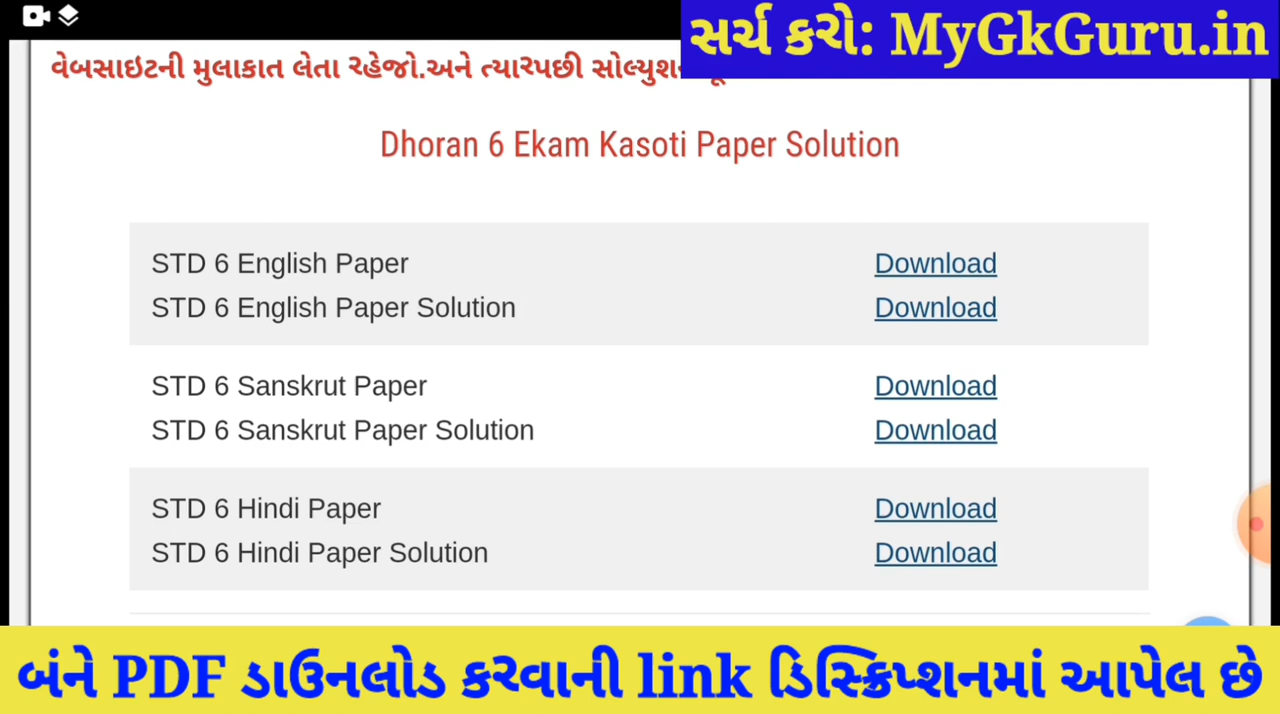 સર્ચ કરો: MyGkGuru.in
વેબસાઇટની મુલાકાત લેતા રહેજો.અને ત્યારપછી
Dhoran 6 Ekam Kasoti Paper Solution
STD 6 English Paper Download
STD 6 English Paper Solution Download
STD 6 Sanskrut Paper Download
STD 6 Sanskrut Paper Solution Download
STD 6 Hindi Paper Download
STD 6 Hindi Paper Solution Download
બંને PDF ડાઉનલોડ કરવાની link ડિસ્ક્રિપ્શનમાં આપેલ છે